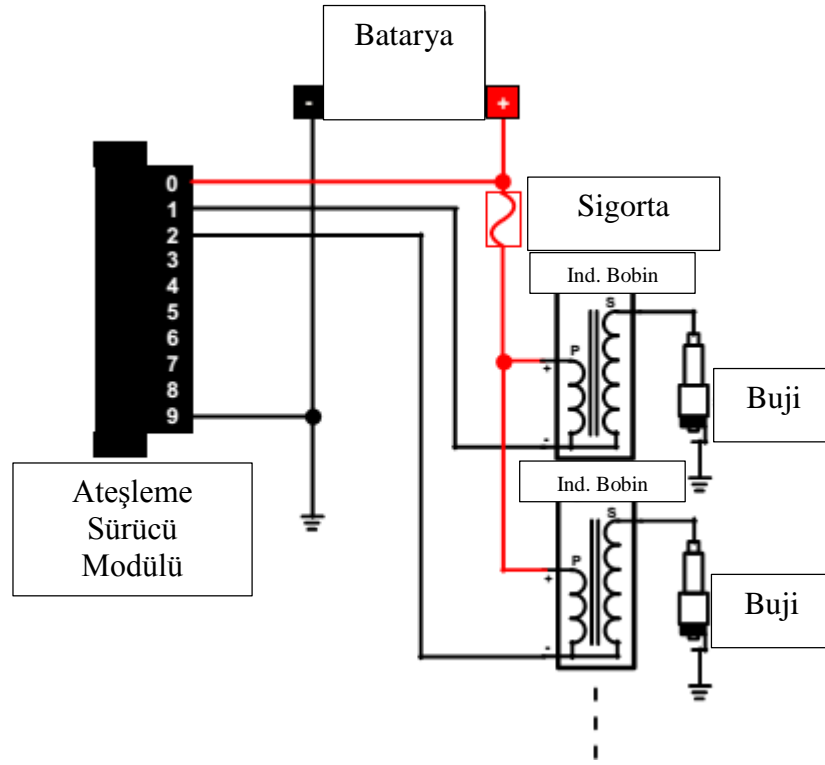 Batarya
-
+
0
1
2
3
4
5
6
7
8
9
Sigorta
Ind. Bobin
S
P
+
-
Buji
Ateşleme
Sürücü
Modülü
Ind. Bobin
S
P
+
-
Buji